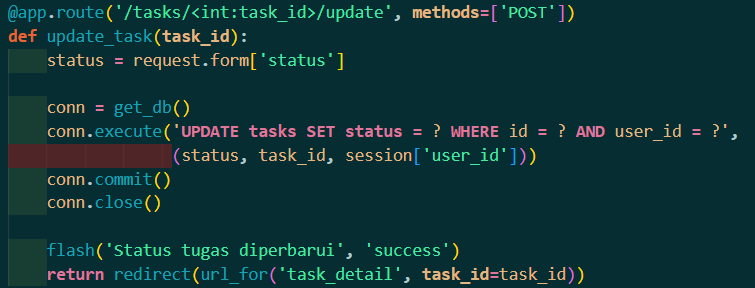 @app.route('/tasks/<int:task_id>/update', methods=['POST'])
def update_task(task_id):
    status = request.form['status']

    conn = get_db()
    conn.execute('UPDATE tasks SET status = ? WHERE id = ? AND user_id = ?',
                 (status, task_id, session['user_id']))
    conn.commit()
    conn.close()

    flash('Status tugas diperbarui', 'success')
    return redirect(url_for('task_detail', task_id=task_id))